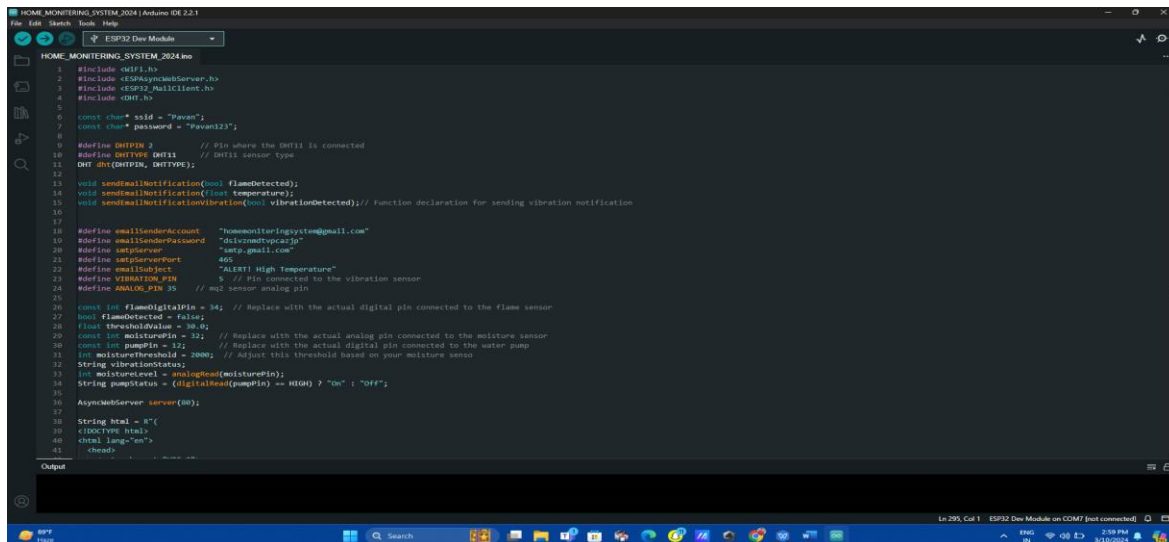 HOME_MONITERING_SYSTEM_2024 | Arduino IDE 2.2.1
File Edit Sketch Tools Help
ESP32 Dev Module
HOME_MONITERING_SYSTEM_2024.ino
1 #include <WiFi.h>
2 #include <ESPAsyncWebServer.h>
3 #include <ESP32_MailClient.h>
4 #include <DHT.h>
5
6 const char* ssid = "Pavan";
7 const char* password = "Pavan123";
8
9 #define DHTPIN 2 // Pin where the DHT11 is connected
10 #define DHTTYPE DHT11 // DHT11 sensor type
11 DHT dht(DHTPIN, DHTTYPE);
12
13 void sendEmailNotification(bool flameDetected);
14 void sendEmailNotification(float temperature);
15 void sendEmailNotificationVibration(bool vibrationDetected);// Function declaration for sending vibration notification
16
17
18 #define emailSenderAccount "homemoniteringsystem@gmail.com"
19 #define emailSenderPassword "dslvznmdtvpcazjp"
20 #define smtpServer "smtp.gmail.com"
21 #define smtpServerPort 465
22 #define emailSubject "ALERT! High Temperature"
23 #define VIBRATION_PIN 5 // Pin connected to the vibration sensor
24 #define ANALOG_PIN 35 // mq2 sensor analog pin
25
26 const int flameDigitalPin = 34; // Replace with the actual digital pin connected to the flame sensor
27 bool flameDetected = false;
28 float thresholdValue = 30.0;
29 const int moisturePin = 32; // Replace with the actual analog pin connected to the moisture sensor
30 const int pumpPin = 12; // Replace with the actual digital pin connected to the water pump
31 int moistureThreshold = 2000; // Adjust this threshold based on your moisture senso
32 String vibrationStatus;
33 int moistureLevel = analogRead(moisturePin);
34 String pumpStatus = (digitalRead(pumpPin) == HIGH) ? "On" : "Off";
35
36 AsyncWebServer server(80);
37
38 String html = R"(
39 <!DOCTYPE html>
40 <html lang="en">
41 <head>
Output
Ln 295, Col 1 ESP32 Dev Module on COM7 [not connected]
89°F
Haze
Search
ENG
IN
2:59 PM
3/10/2024